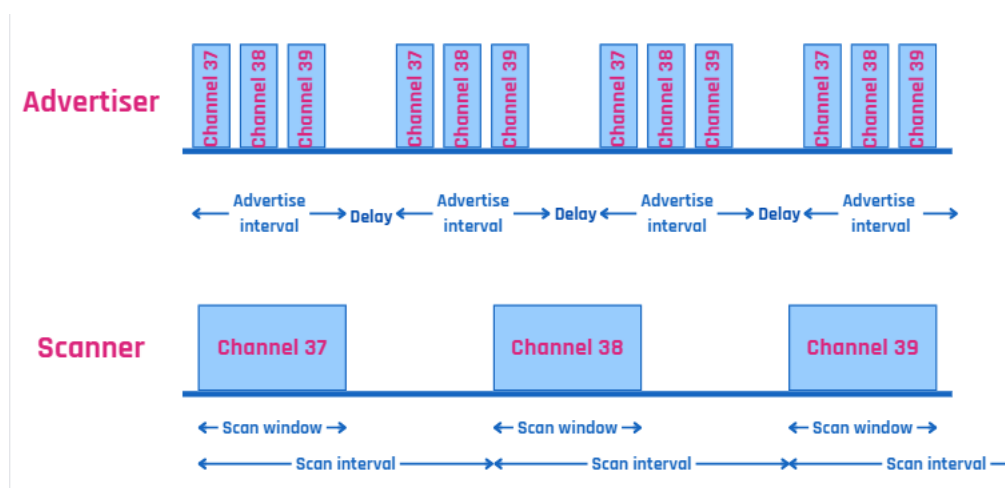 Advertiser
Channel 37
Channel 38
Channel 39
Channel 37
Channel 38
Channel 39
Channel 37
Channel 38
Channel 39
Channel 37
Channel 38
Channel 39
Advertise
interval
Delay
Advertise
interval
Delay
Advertise
interval
Delay
Advertise
interval
Scanner
Channel 37
Channel 38
Channel 39
Scan window
Scan window
Scan window
Scan interval
Scan interval
Scan interval